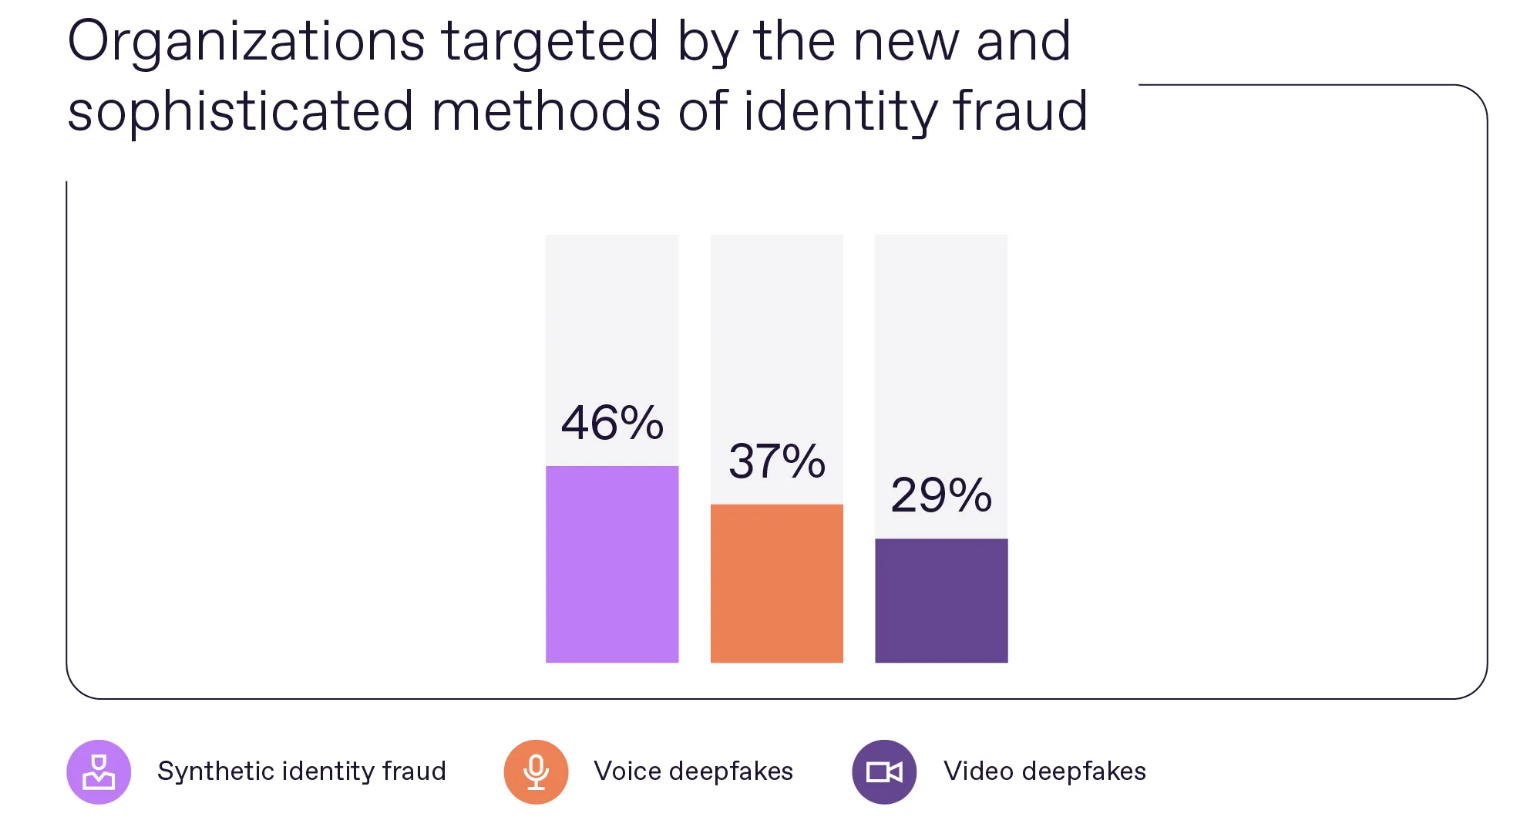 Organizations targeted by the new and
sophisticated methods of identity fraud
46%
37%
29%
Synthetic identity fraud
Voice deepfakes
Video deepfakes